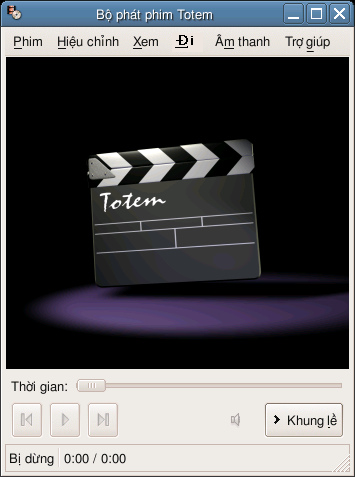 Bộ phát phim Totem
Phim Hiệu chỉnh Xem Đi Âm thanh Trợ giúp
Totem
Thời gian:
Khung lề
Bị dừng 0:00 / 0:00